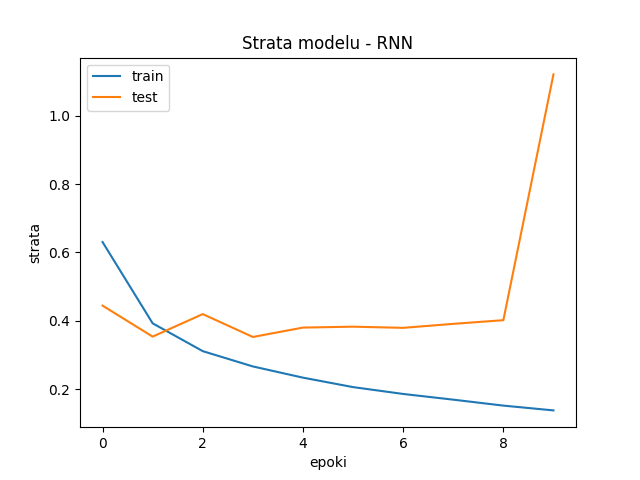 Strata modelu - RNN
train
test
1.0
0.8
0.6
0.4
0.2
strata
0 2 4 6 8
epoki